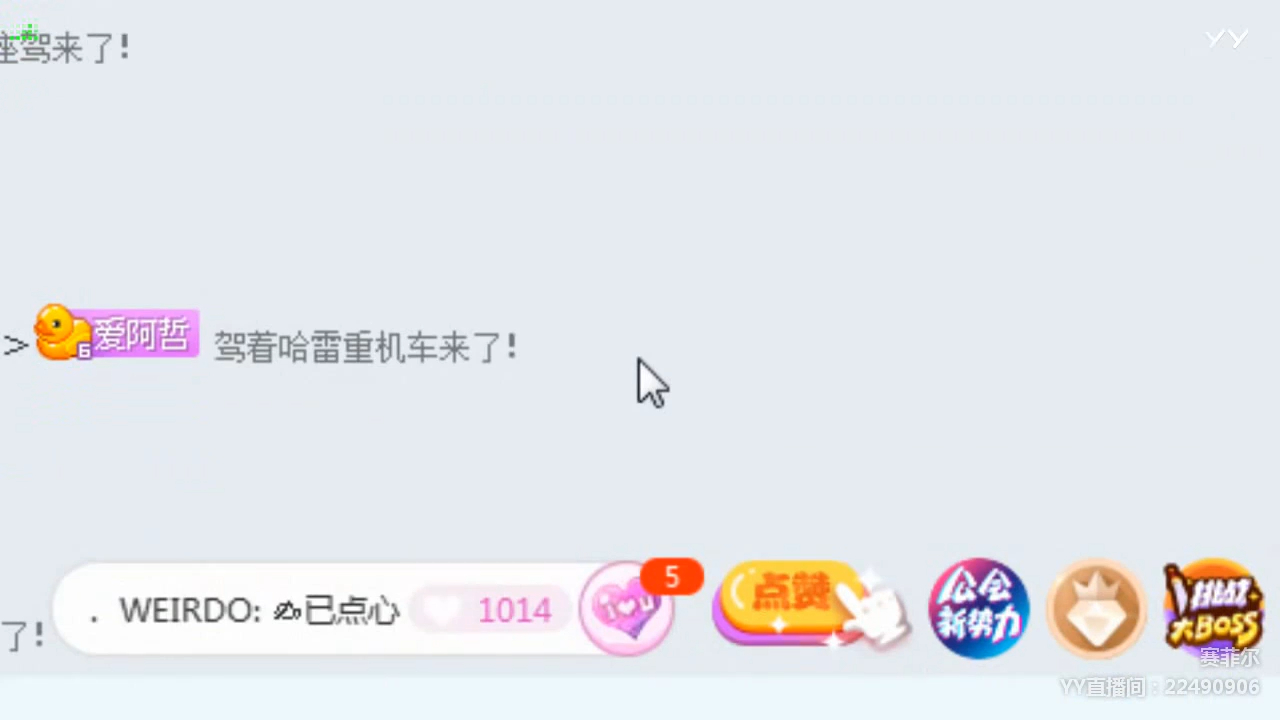 座驾来了!
YY
> 6 爱阿哲 驾着哈雷重机车来了!
5
点赞
公会
新势力
挑战
大BOSS
. WEIRDO: 已点心 1014
i u
了!
赛菲尔
YY直播间：22490906